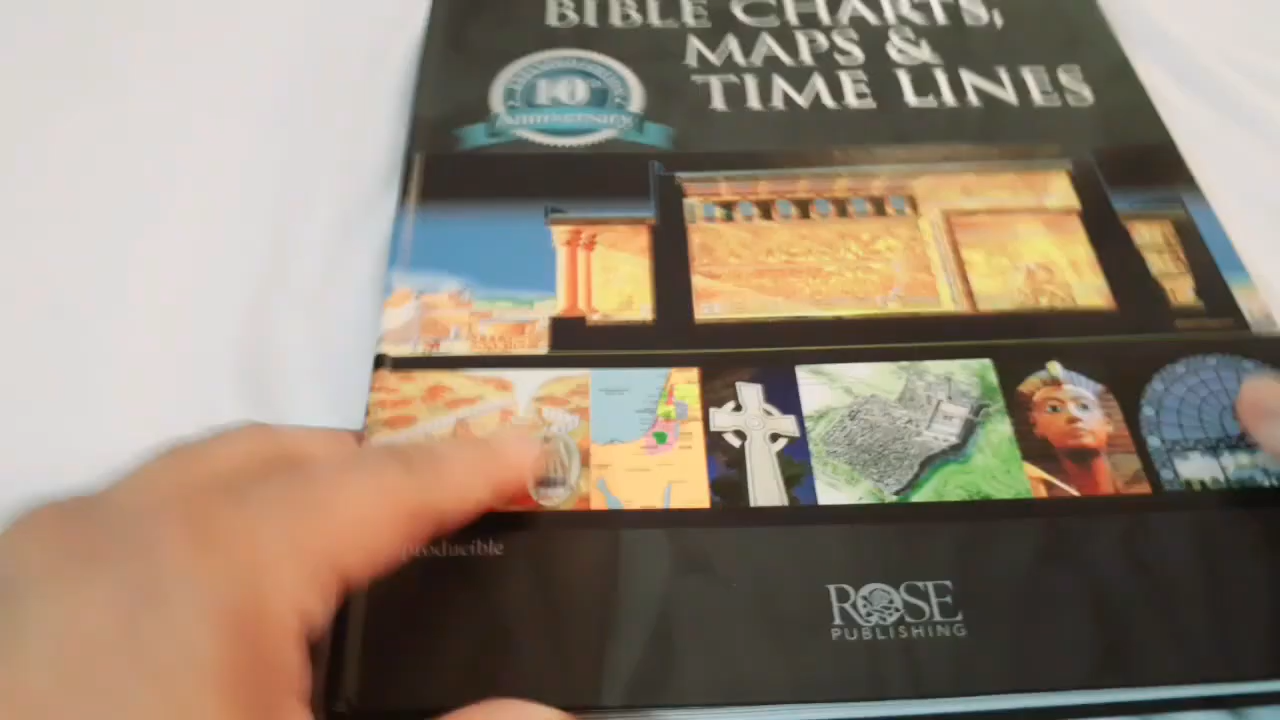 BIBLE CHARTS,
MAPS &
TIME LINES
10th
Anniversary
producible
ROSE
PUBLISHING